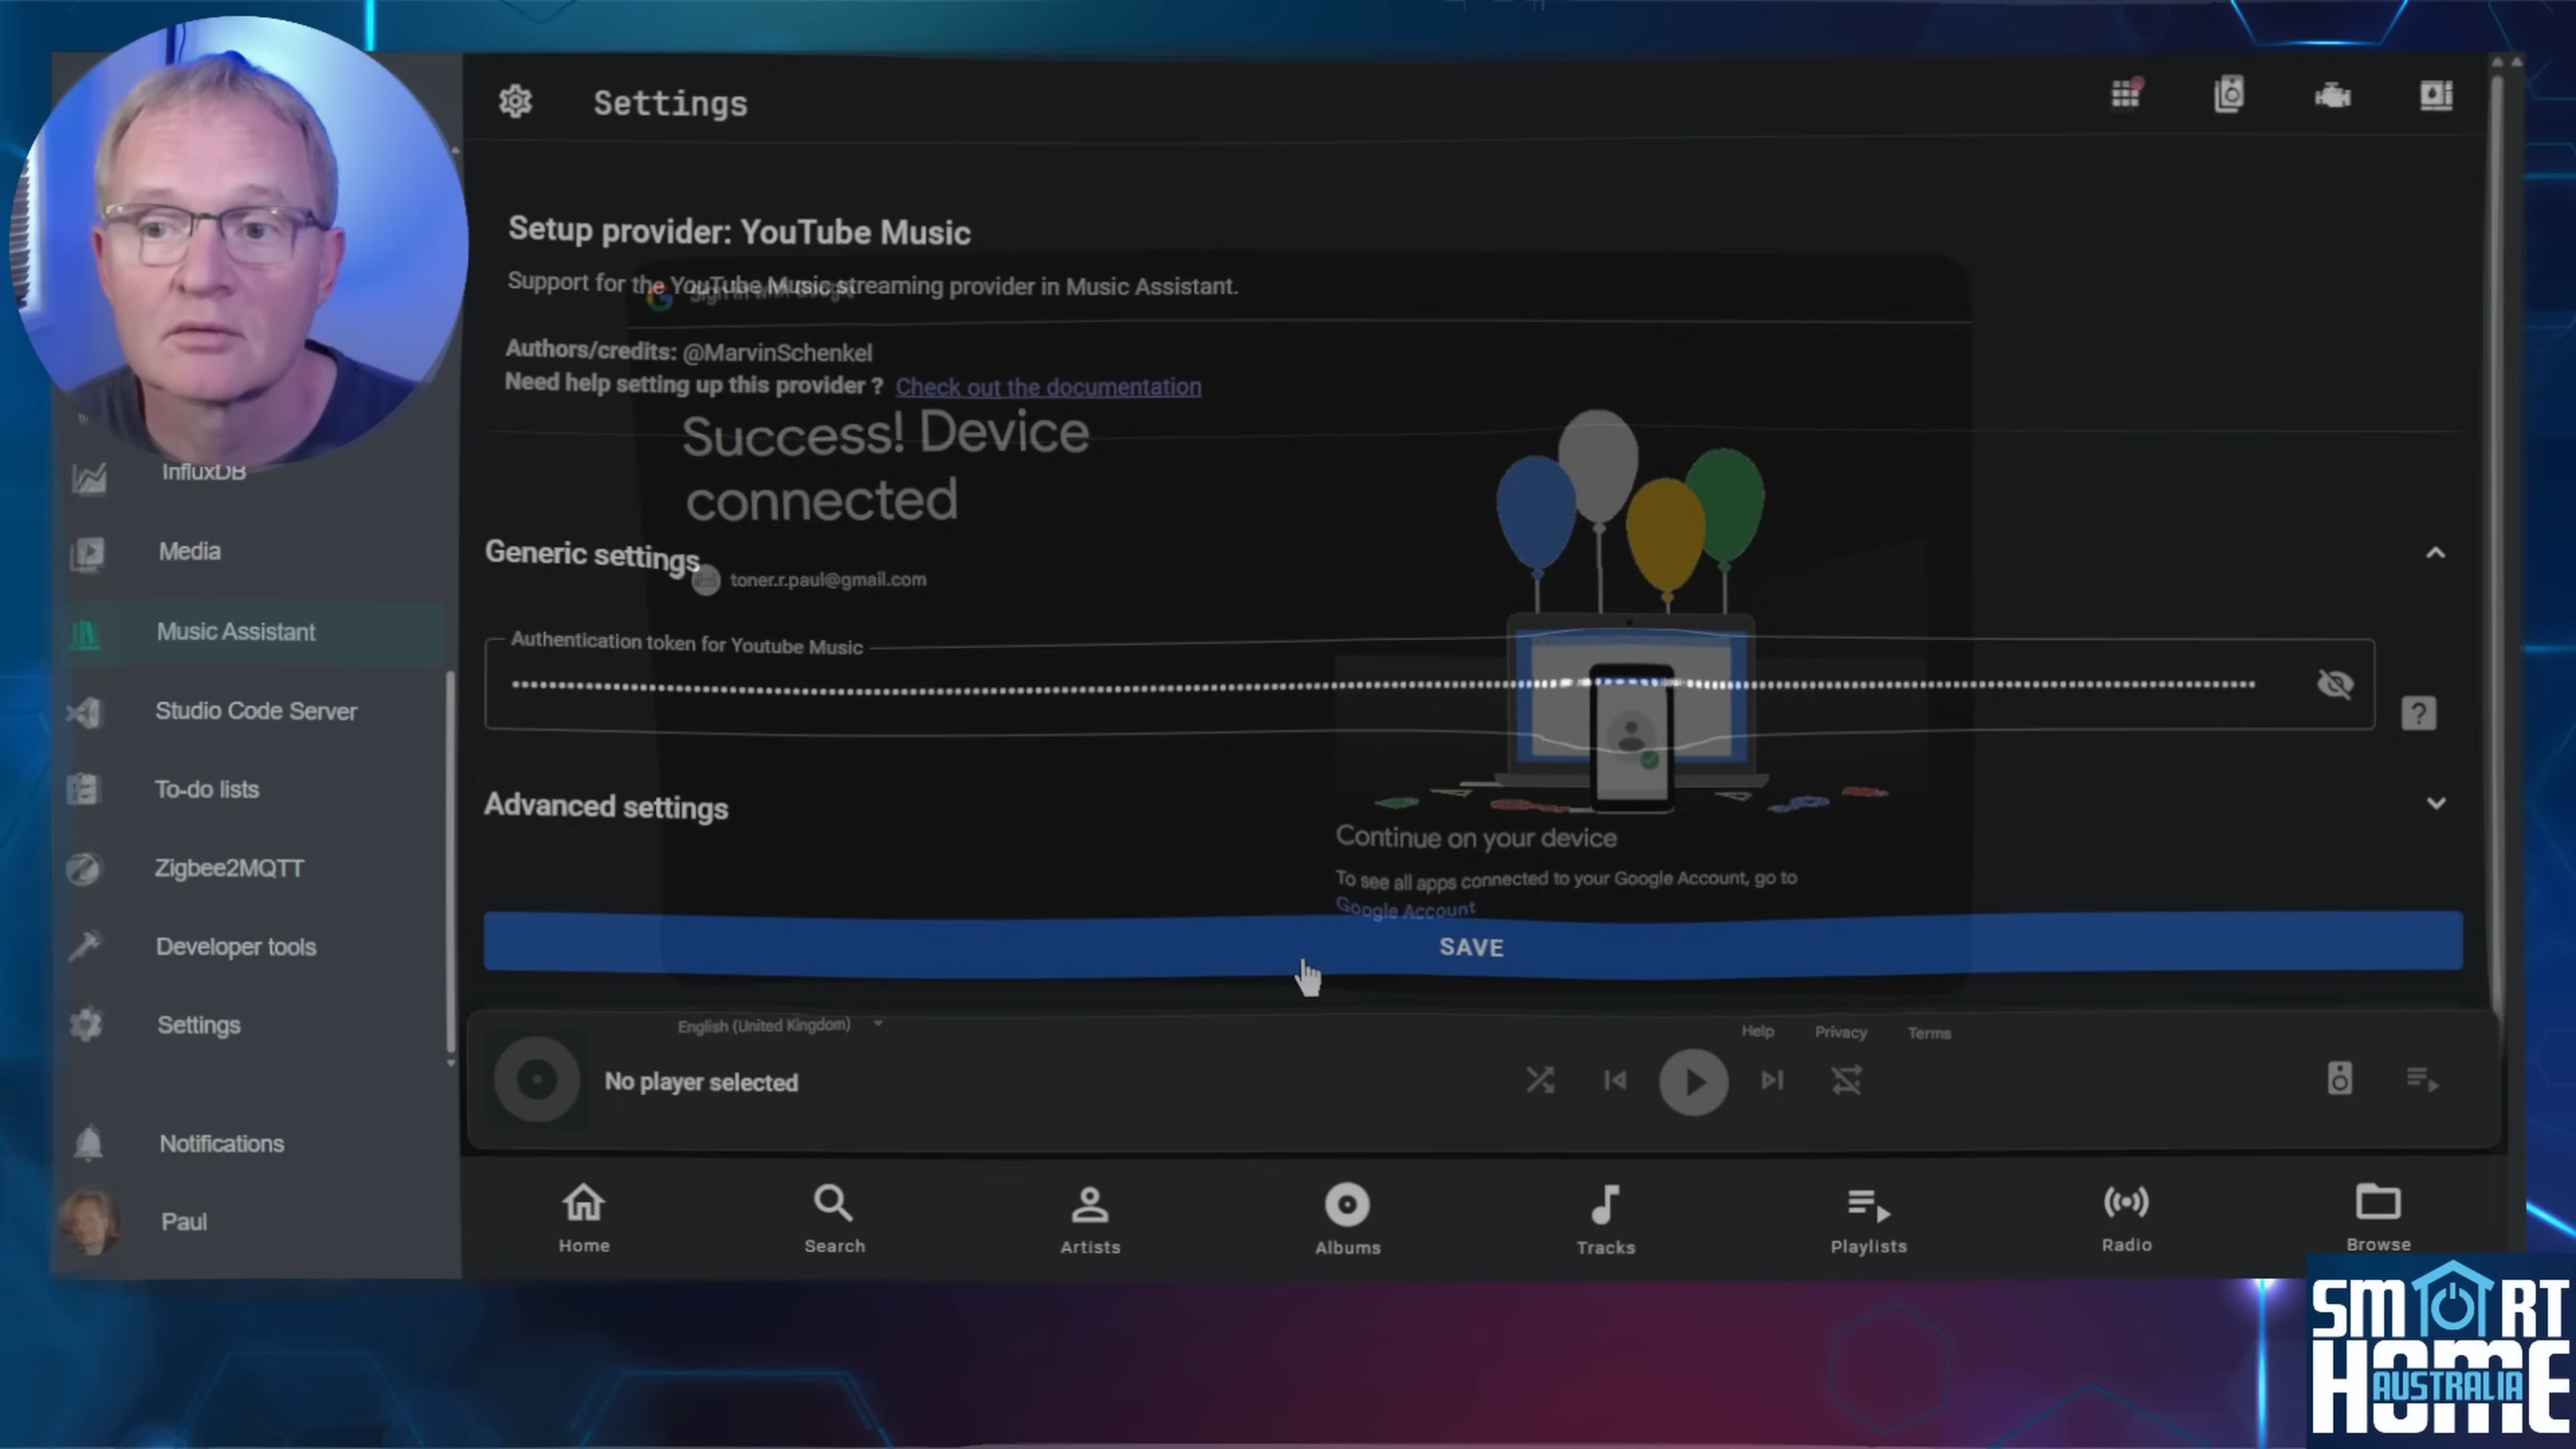 Settings
Setup provider: YouTube Music
Support for the YouTube Music streaming provider in Music Assistant.
Sign in with Google
Authors/credits: @MarvinSchenkel
Need help setting up this provider ? Check out the documentation
Success! Device
connected
Generic settings
toner.r.paul@gmail.com
Authentication token for Youtube Music
?
Advanced settings
Continue on your device
To see all apps connected to your Google Account, go to
Google Account
SAVE
English (United Kingdom)
Help Privacy Terms
No player selected
Home Search Artists Albums Tracks Playlists Radio Browse
InfluxDB
Media
Music Assistant
Studio Code Server
To-do lists
Zigbee2MQTT
Developer tools
Settings
Notifications
Paul
SMART
HOME
AUSTRALIA